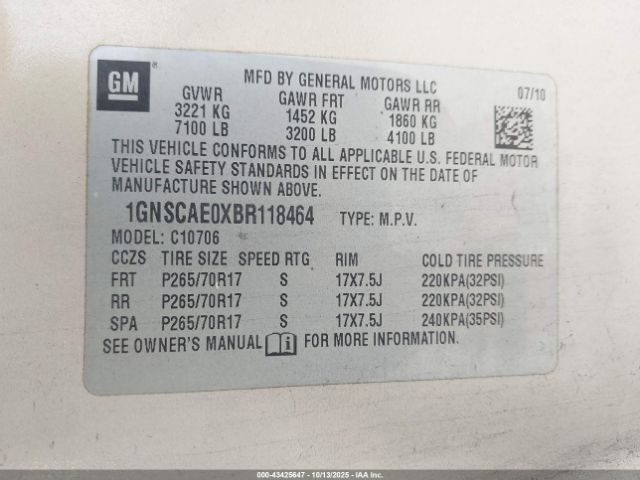 GM ®
MFD BY GENERAL MOTORS LLC 07/10
GVWR GAWR FRT GAWR RR
3221 KG 1452 KG 1860 KG
7100 LB 3200 LB 4100 LB
THIS VEHICLE CONFORMS TO ALL APPLICABLE U.S. FEDERAL MOTOR
VEHICLE SAFETY STANDARDS IN EFFECT ON THE DATE OF
MANUFACTURE SHOWN ABOVE.
1GNSCAE0XBR118464 TYPE: M.P.V.
MODEL: C10706
CCZS TIRE SIZE SPEED RTG RIM COLD TIRE PRESSURE
FRT P265/70R17 S 17X7.5J 220KPA(32PSI)
RR P265/70R17 S 17X7.5J 220KPA(32PSI)
SPA P265/70R17 S 17X7.5J 240KPA(35PSI)
SEE OWNER'S MANUAL FOR MORE INFORMATION.
000-43425647 - 10/13/2025 - IAAI.COM